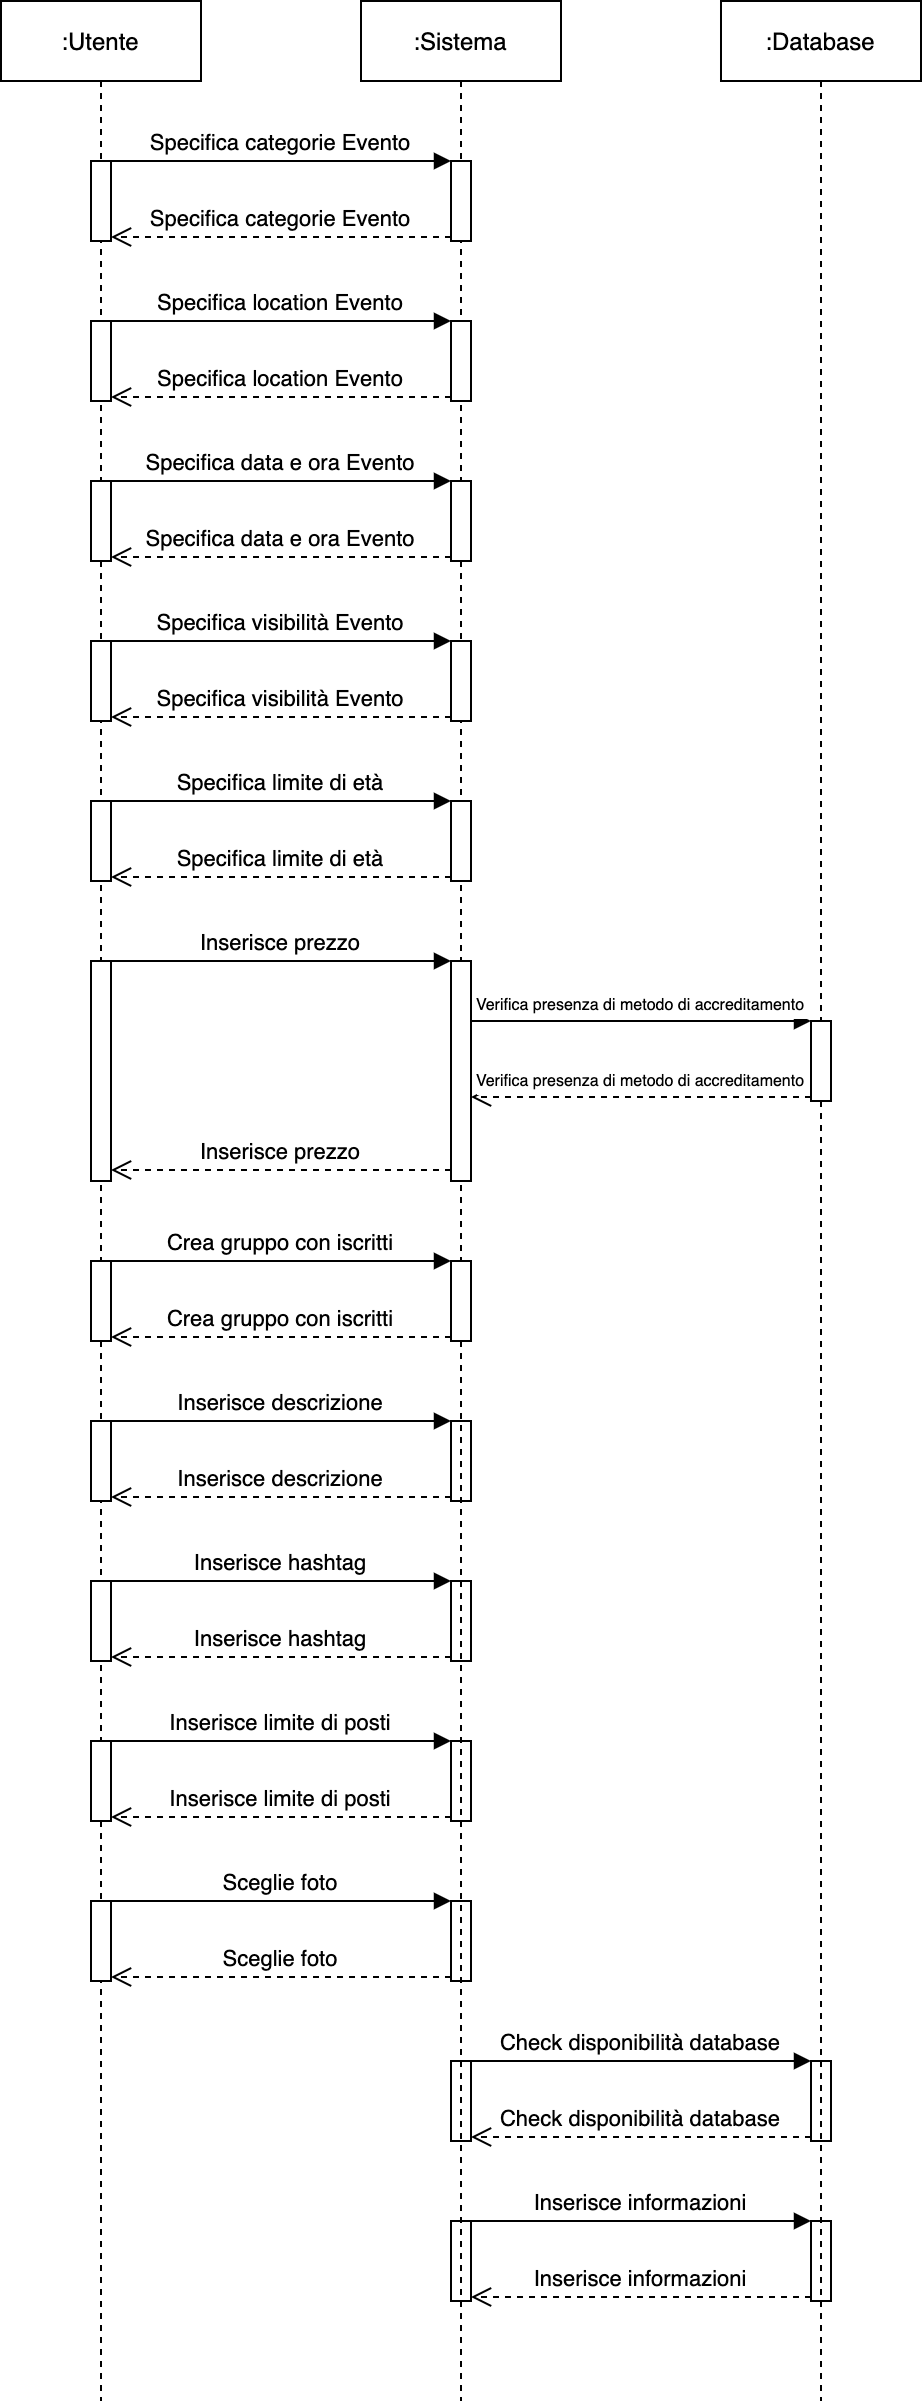 :Utente
:Sistema
:Database
Specifica categorie Evento
Specifica categorie Evento
Specifica location Evento
Specifica location Evento
Specifica data e ora Evento
Specifica data e ora Evento
Specifica visibilità Evento
Specifica visibilità Evento
Specifica limite di età
Specifica limite di età
Inserisce prezzo
Verifica presenza di metodo di accreditamento
Verifica presenza di metodo di accreditamento
Inserisce prezzo
Crea gruppo con iscritti
Crea gruppo con iscritti
Inserisce descrizione
Inserisce descrizione
Inserisce hashtag
Inserisce hashtag
Inserisce limite di posti
Inserisce limite di posti
Sceglie foto
Sceglie foto
Check disponibilità database
Check disponibilità database
Inserisce informazioni
Inserisce informazioni